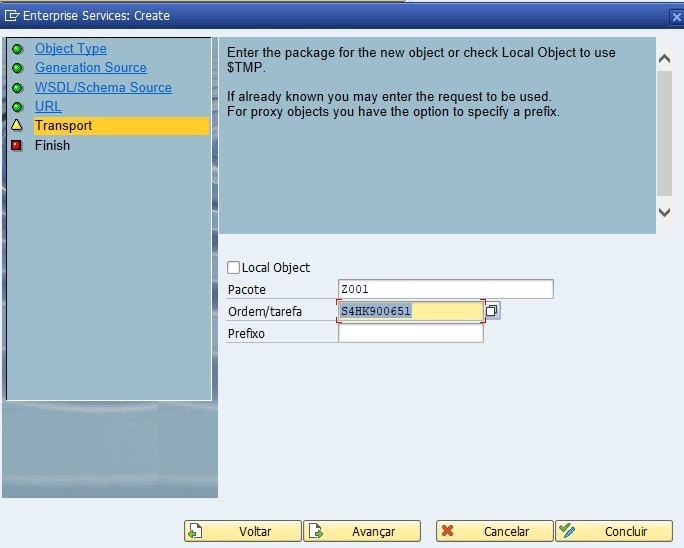 Enterprise Services: Create
Object Type
Generation Source
WSDL/Schema Source
URL
Transport
Finish
Enter the package for the new object or check Local Object to use
$TMP.
If already known you may enter the request to be used.
For proxy objects you have the option to specify a prefix.
Local Object
Pacote Z001
Ordem/tarefa S4HK900651
Prefixo
Voltar Avançar Cancelar Concluir